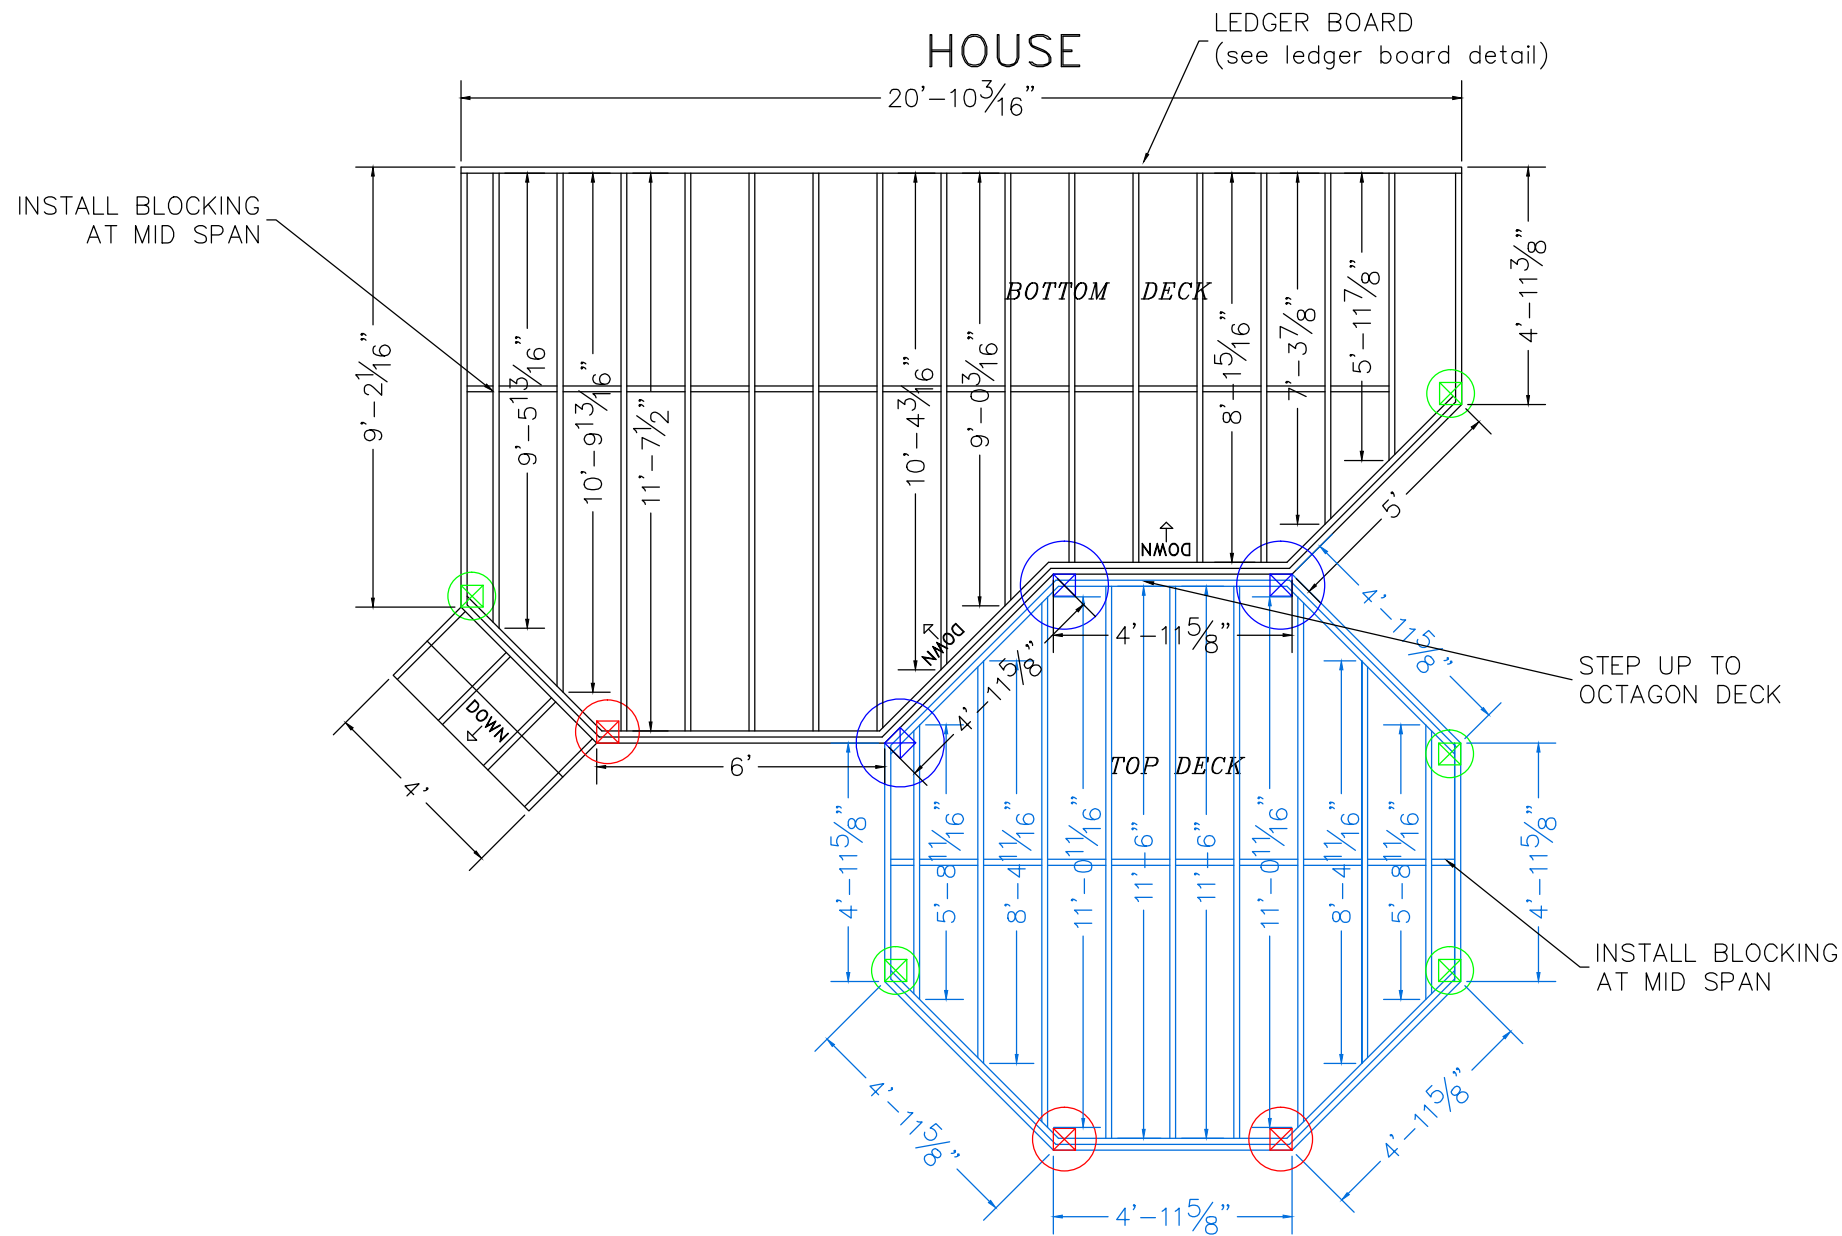 HOUSE
LEDGER BOARD
(see ledger board detail)
20'-10 3/16"
INSTALL BLOCKING
AT MID SPAN
9'-2 1/16"
9'-5 13/16"
10'-9 13/16"
11'-7 1/2"
10'-4 3/16"
9'-0 3/16"
BOTTOM DECK
8'-1 5/16"
7'-3 7/8"
5'-11 7/8"
4'-11 3/8"
5'
DOWN
DOWN
4'-11 5/8"
4'-11 5/8"
4'-11 5/8"
STEP UP TO
OCTAGON DECK
DOWN
4'
6'
TOP DECK
4'-11 5/8"
5'-8 11/16"
8'-4 11/16"
11'-0 11/16"
11'-6"
11'-6"
11'-0 11/16"
8'-4 11/16"
5'-8 11/16"
4'-11 5/8"
INSTALL BLOCKING
AT MID SPAN
4'-11 5/8"
4'-11 5/8"
4'-11 5/8"